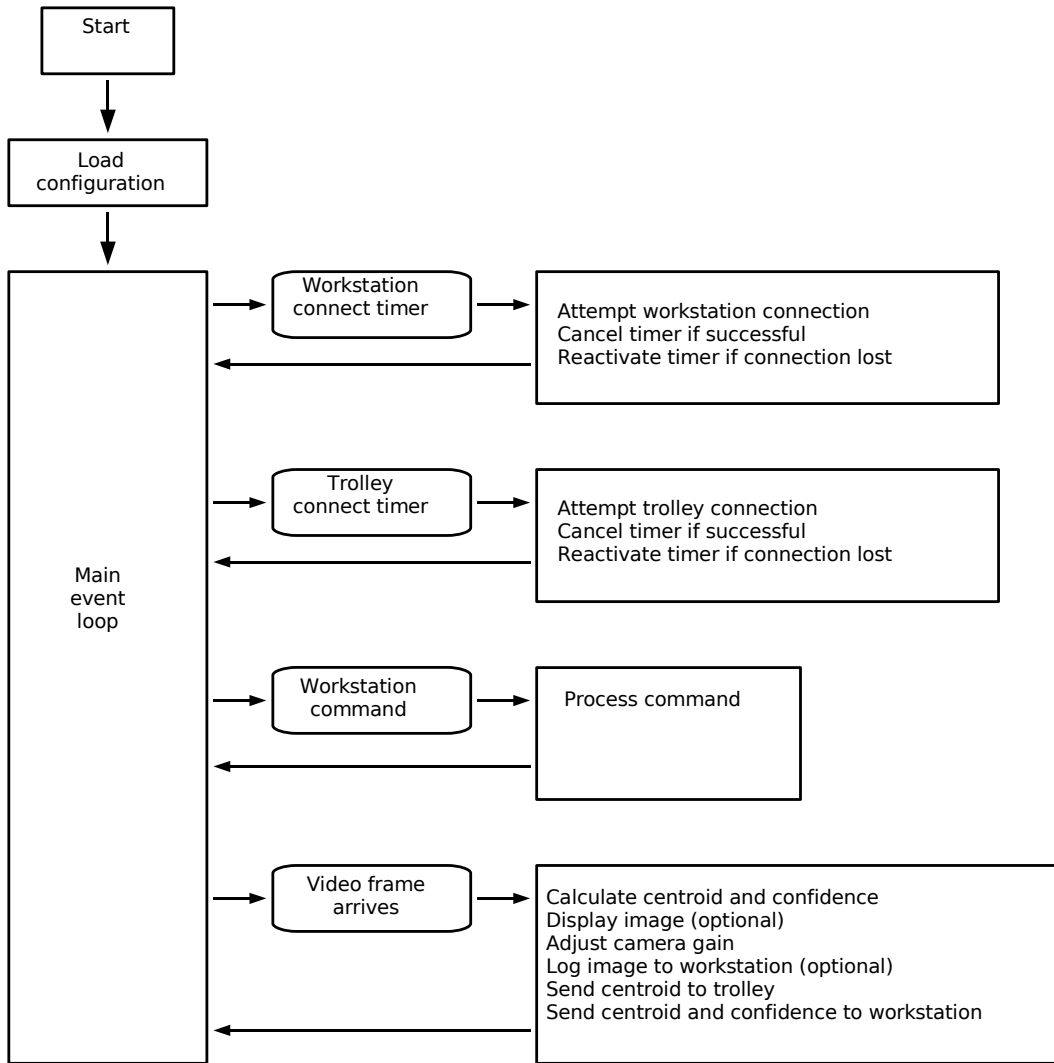 Start
Load
configuration
Workstation
connect timer
Attempt workstation connection
Cancel timer if successful
Reactivate timer if connection lost
Trolley
connect timer
Attempt trolley connection
Cancel timer if successful
Reactivate timer if connection lost
Main
event
loop
Workstation
command
Process command
Video frame
arrives
Calculate centroid and confidence
Display image (optional)
Adjust camera gain
Log image to workstation (optional)
Send centroid to trolley
Send centroid and confidence to workstation